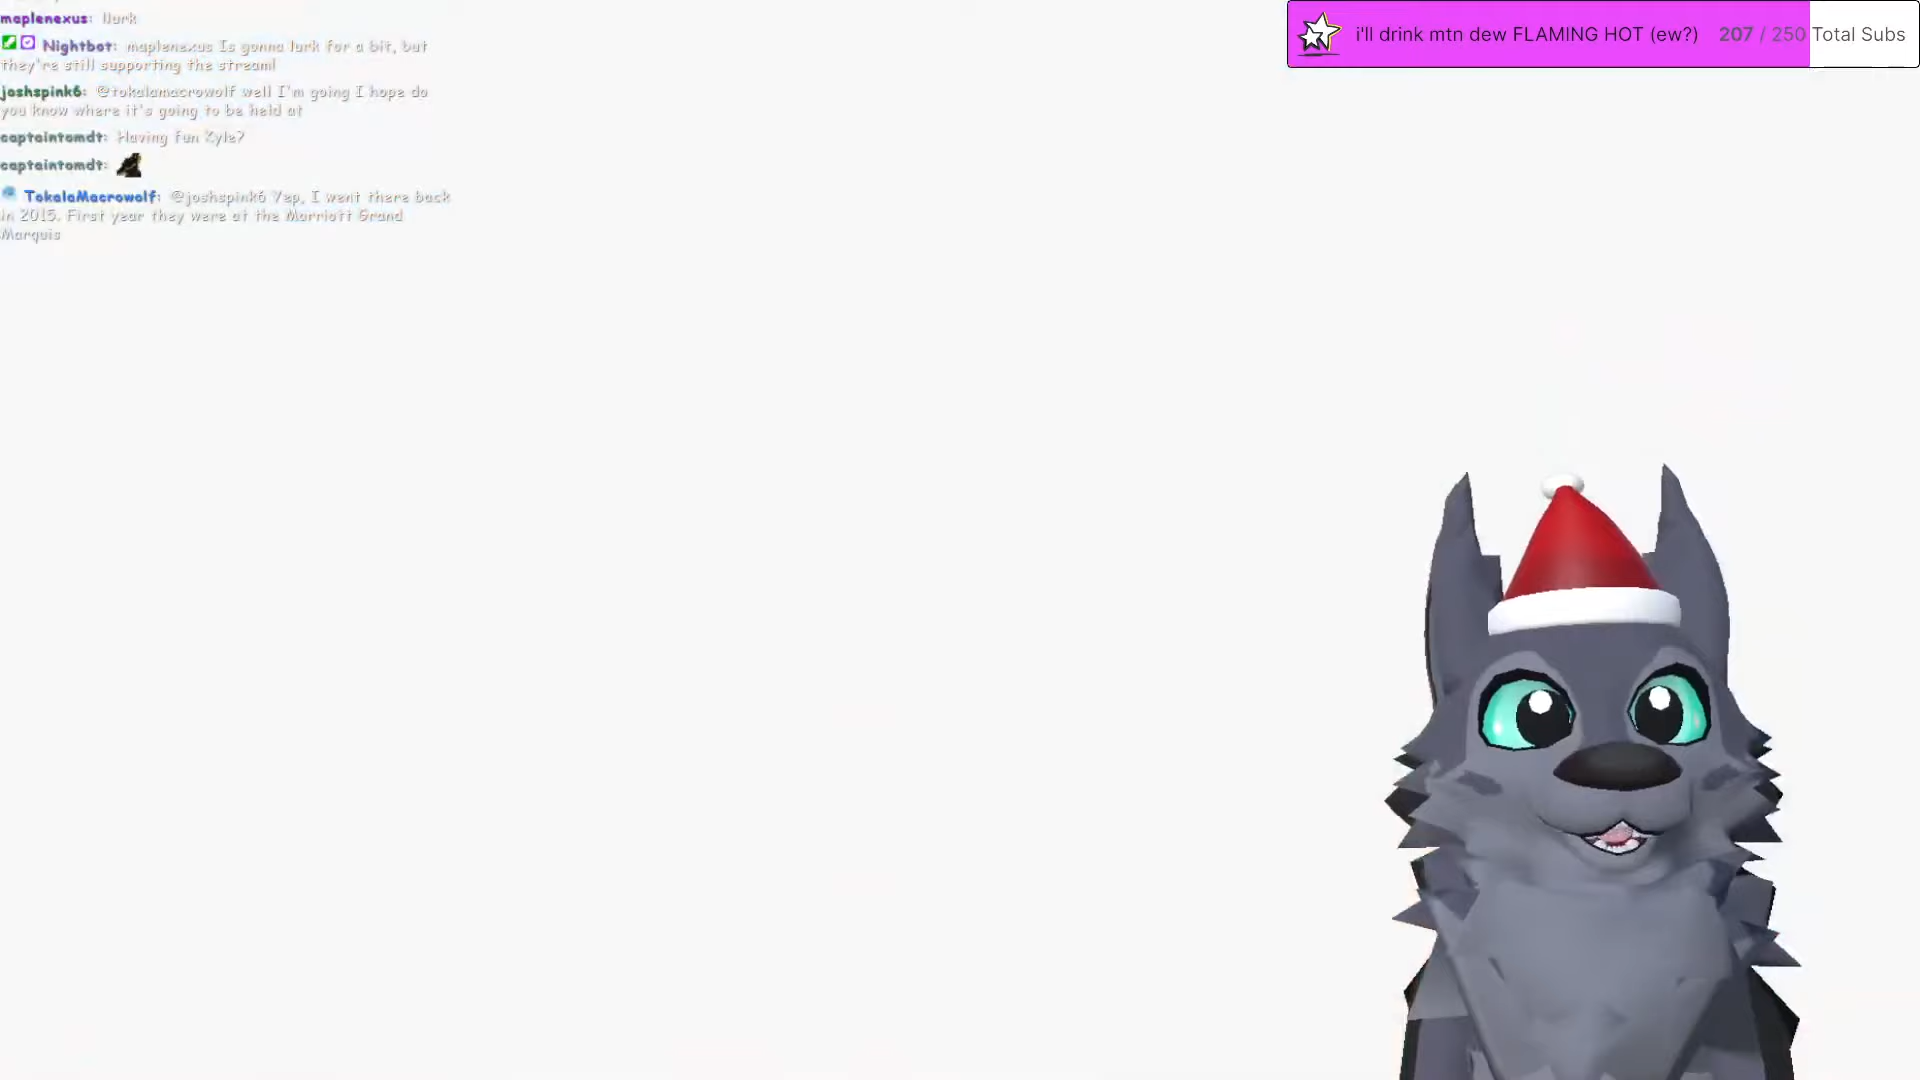 maplenexus: !lurk
Nightbot: maplenexus Is gonna lurk for a bit, but
they're still supporting the stream!
joshspink6: @tokalamacrowolf well I'm going I hope do
you know where it's going to be held at
captaintomdt: Having fun Kyle?
captaintomdt:
TokalaMacrowolf: @joshspink6 Yep, I went there back
in 2015. First year they were at the Marriott Grand
Marquis
i'll drink mtn dew FLAMING HOT (ew?) 207 / 250 Total Subs